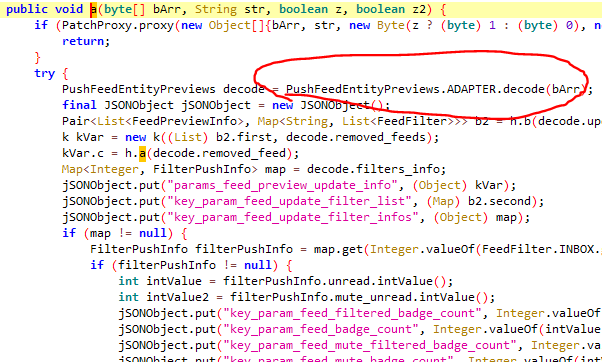 public void a(byte[] bArr, String str, boolean z, boolean z2) {
if (PatchProxy.proxy(new Object[]{bArr, str, new Byte(z ? (byte) 1 : (byte) 0), n
return;
}
try {
PushFeedEntityPreviews decode = PushFeedEntityPreviews.ADAPTER.decode(bArr);
final JSONObject jSONObject = new JSONObject();
Pair<List<FeedPreviewInfo>, Map<String, List<FeedFilter>>> b2 = h.b(decode.up
k kVar = new k((List) b2.first, decode.removed_feeds);
kVar.c = h.a(decode.removed_feed);
Map<Integer, FilterPushInfo> map = decode.filters_info;
jSONObject.put("params_feed_preview_update_info", (Object) kVar);
jSONObject.put("key_param_feed_update_filter_list", (Map) b2.second);
jSONObject.put("key_param_feed_update_filter_infos", (Object) map);
if (map != null) {
FilterPushInfo filterPushInfo = map.get(Integer.valueOf(FeedFilter.INBOX.
if (filterPushInfo != null) {
int intValue = filterPushInfo.unread.intValue();
int intValue2 = filterPushInfo.mute_unread.intValue();
jSONObject.put("key_param_feed_filtered_badge_count", Integer.valueOf
jSONObject.put("key_param_feed_badge_count", Integer.valueOf(intValue
jSONObject.put("key_param_feed_mute_filtered_badge_count", Integer.va
jSONObject.put("key_param_feed_mute_badge_count", Integer.valueOf(int